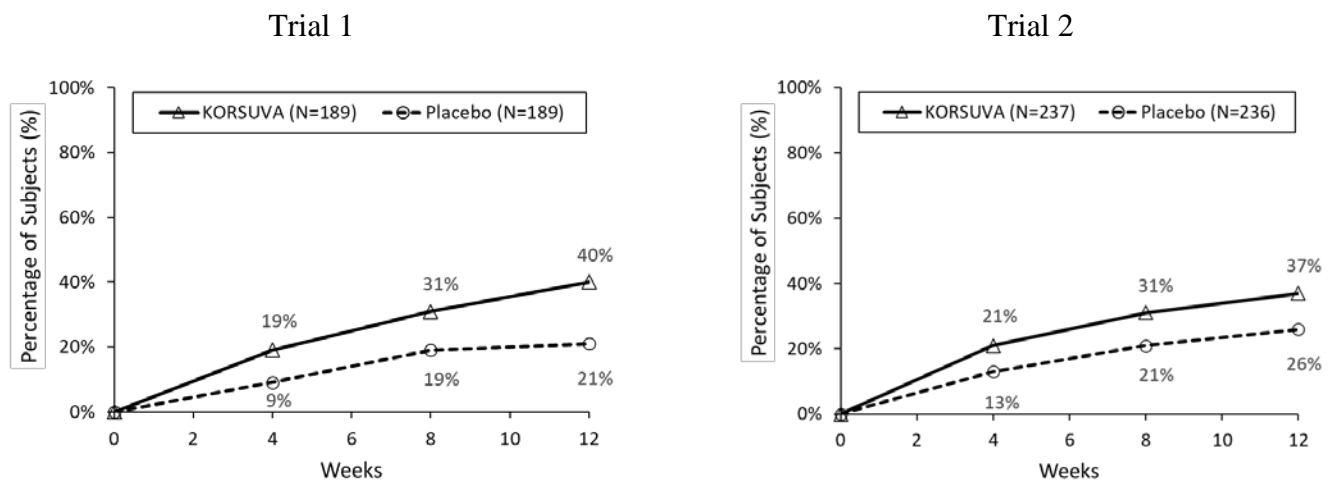 Trial 1
Percentage of Subjects (%)
100%
80%
60%
40%
20%
0%
KORSUVA (N=189) Placebo (N=189)
40%
31%
19%
9%
19%
21%
0 2 4 6 8 10 12
Weeks
Trial 2
Percentage of Subjects (%)
100%
80%
60%
40%
20%
0%
KORSUVA (N=237) Placebo (N=236)
37%
31%
21%
13%
21%
26%
0 2 4 6 8 10 12
Weeks